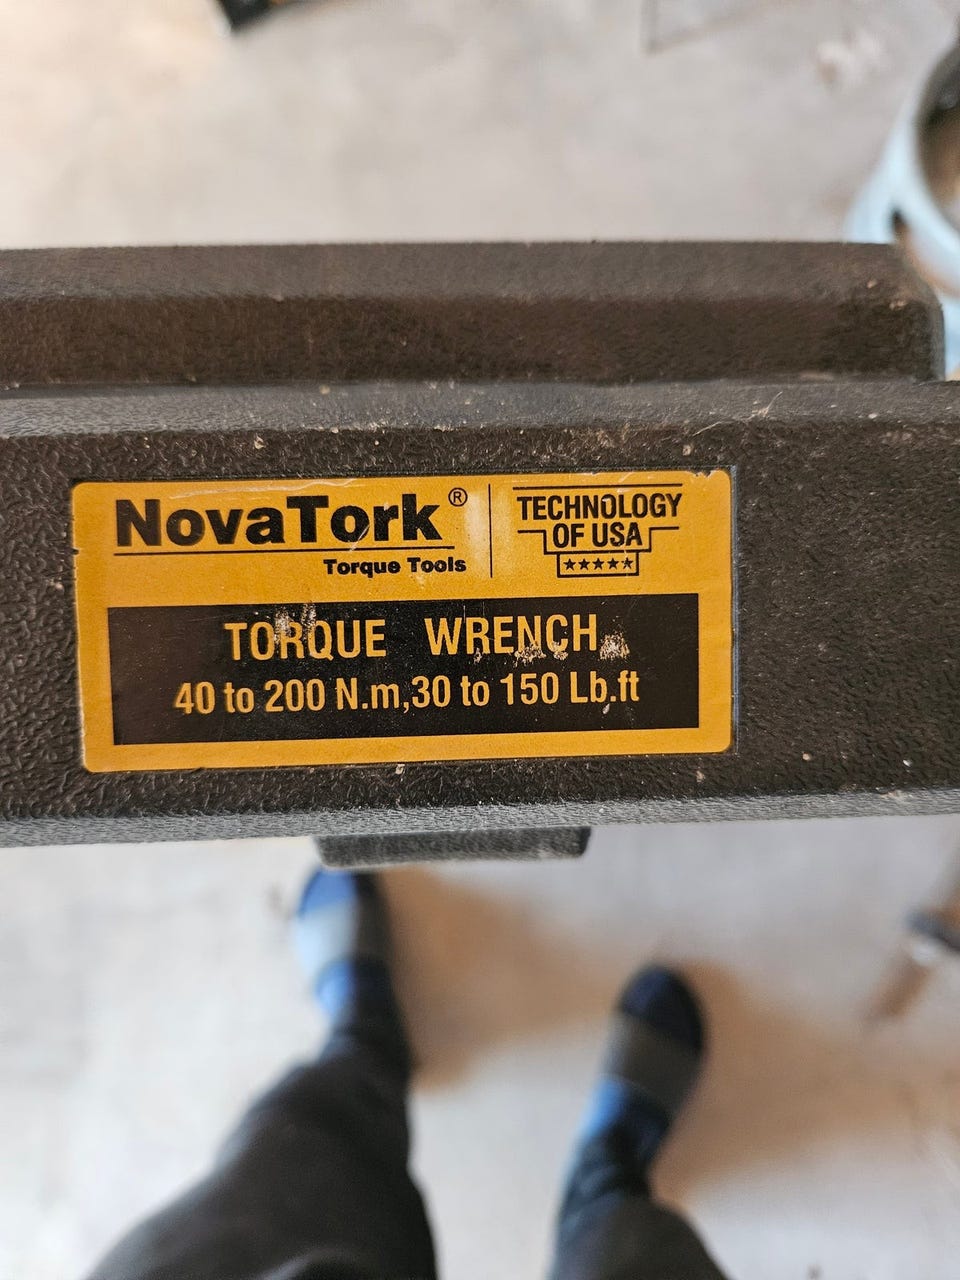 NovaTork®
Torque Tools
TECHNOLOGY
OF USA
TORQUE WRENCH
40 to 200 N.m,30 to 150 Lb.ft